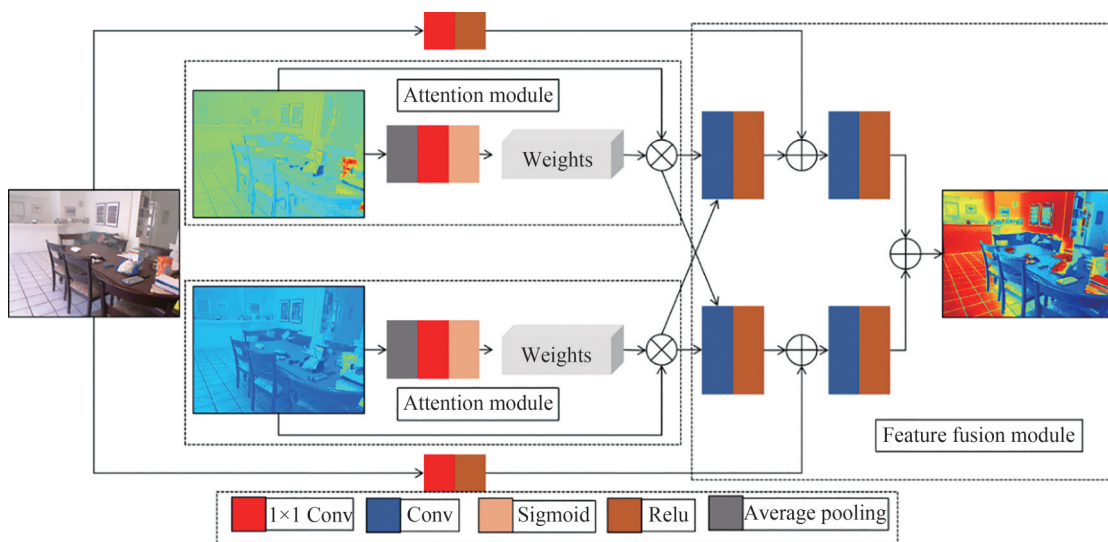 Attention module
Weights
Weights
Attention module
Feature fusion module
1×1 Conv
Conv
Sigmoid
Relu
Average pooling